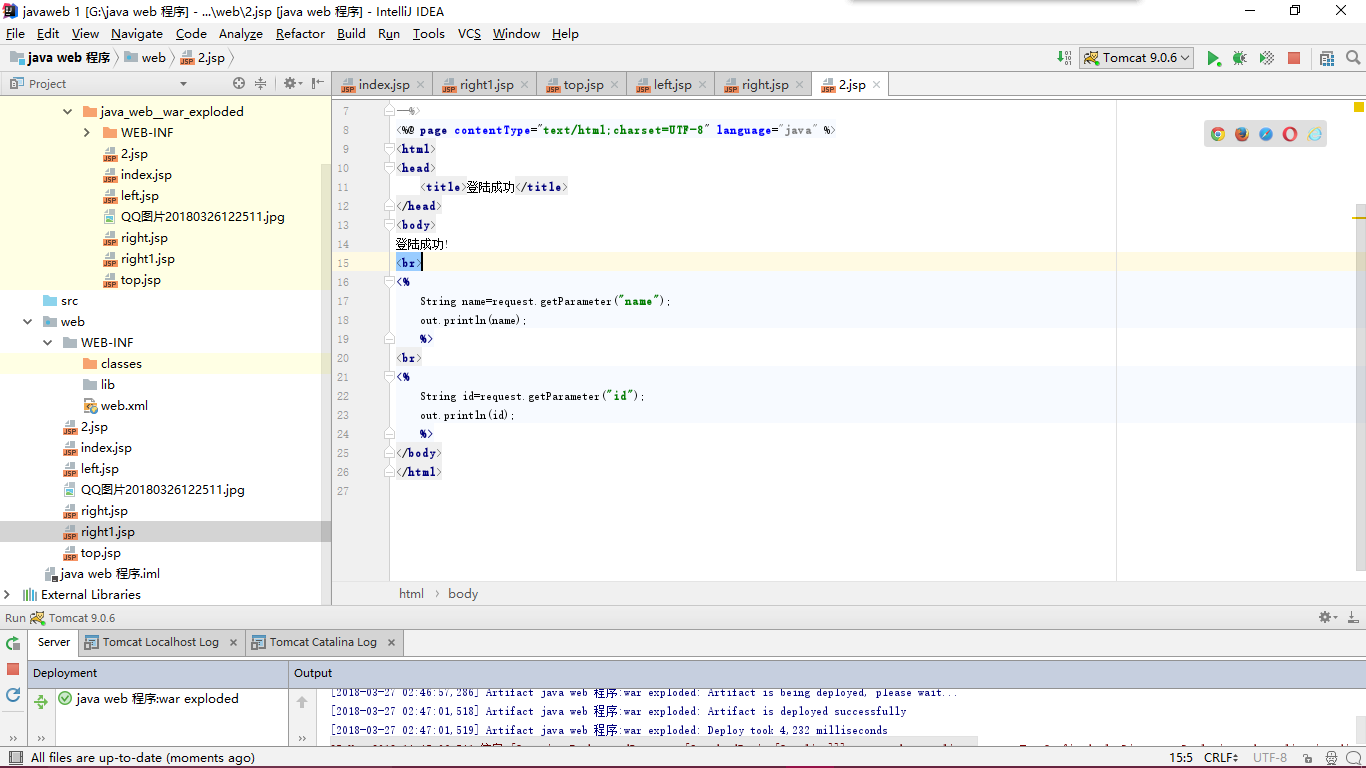 javaweb 1 [G:\java web 程序] - ...\web\2.jsp [java web 程序] - IntelliJ IDEA
File Edit View Navigate Code Analyze Refactor Build Run Tools VCS Window Help
java web 程序 web 2.jsp Tomcat 9.0.6
Project
index.jsp right1.jsp top.jsp left.jsp right.jsp 2.jsp
java_web__war_exploded
WEB-INF
2.jsp
index.jsp
left.jsp
QQ图片20180326122511.jpg
right.jsp
right1.jsp
top.jsp
src
web
WEB-INF
classes
lib
web.xml
2.jsp
index.jsp
left.jsp
QQ图片20180326122511.jpg
right.jsp
right1.jsp
top.jsp
java web 程序.iml
External Libraries
7 --%>
8 <%@ page contentType="text/html;charset=UTF-8" language="java" %>
9 <html>
10 <head>
11 <title>登陆成功</title>
12 </head>
13 <body>
14 登陆成功!
15 <br>
16 <%
17 String name=request.getParameter("name");
18 out.println(name);
19 %>
20 <br>
21 <%
22 String id=request.getParameter("id");
23 out.println(id);
24 %>
25 </body>
26 </html>
27
html › body
Run Tomcat 9.0.6
Server Tomcat Localhost Log Tomcat Catalina Log
Deployment Output
java web 程序:war exploded
[2018-03-27 02:46:57,286] Artifact java web 程序:war exploded: Artifact is being deployed, please wait...
[2018-03-27 02:47:01,518] Artifact java web 程序:war exploded: Artifact is deployed successfully
[2018-03-27 02:47:01,519] Artifact java web 程序:war exploded: Deploy took 4,232 milliseconds
All files are up-to-date (moments ago) 15:5 CRLF UTF-8